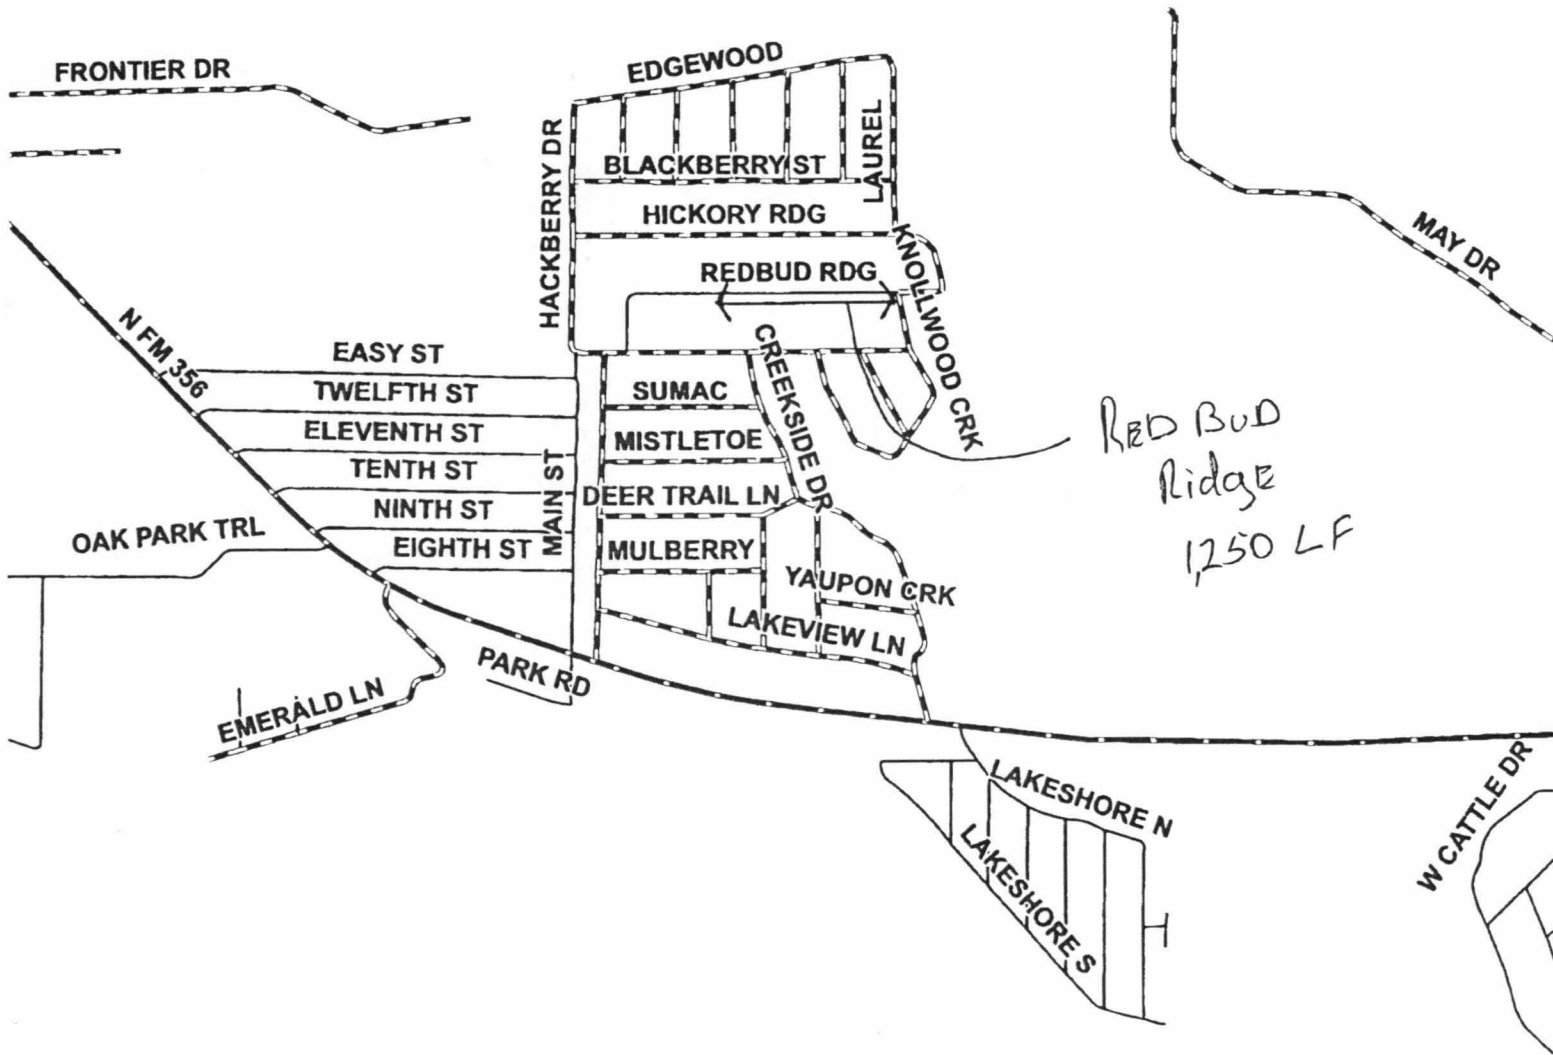 FRONTIER DR
EDGEWOOD
HACKBERRY DR
BLACKBERRY ST
LAUREL
HICKORY RDG
KNOLLWOOD CRK
REDBUD RDG
MAY DR
N FM 356
EASY ST
TWELFTH ST
ELEVENTH ST
TENTH ST
NINTH ST
EIGHTH ST
MAIN ST
SUMAC
MISTLETOE
CREEKSIDE DR
DEER TRAIL LN
MULBERRY
YAUPON CRK
LAKEVIEW LN
OAK PARK TRL
EMERALD LN
PARK RD
RED BUD
Ridge
1,250 LF
LAKESHORE N
LAKESHORE S
W CATTLE DR